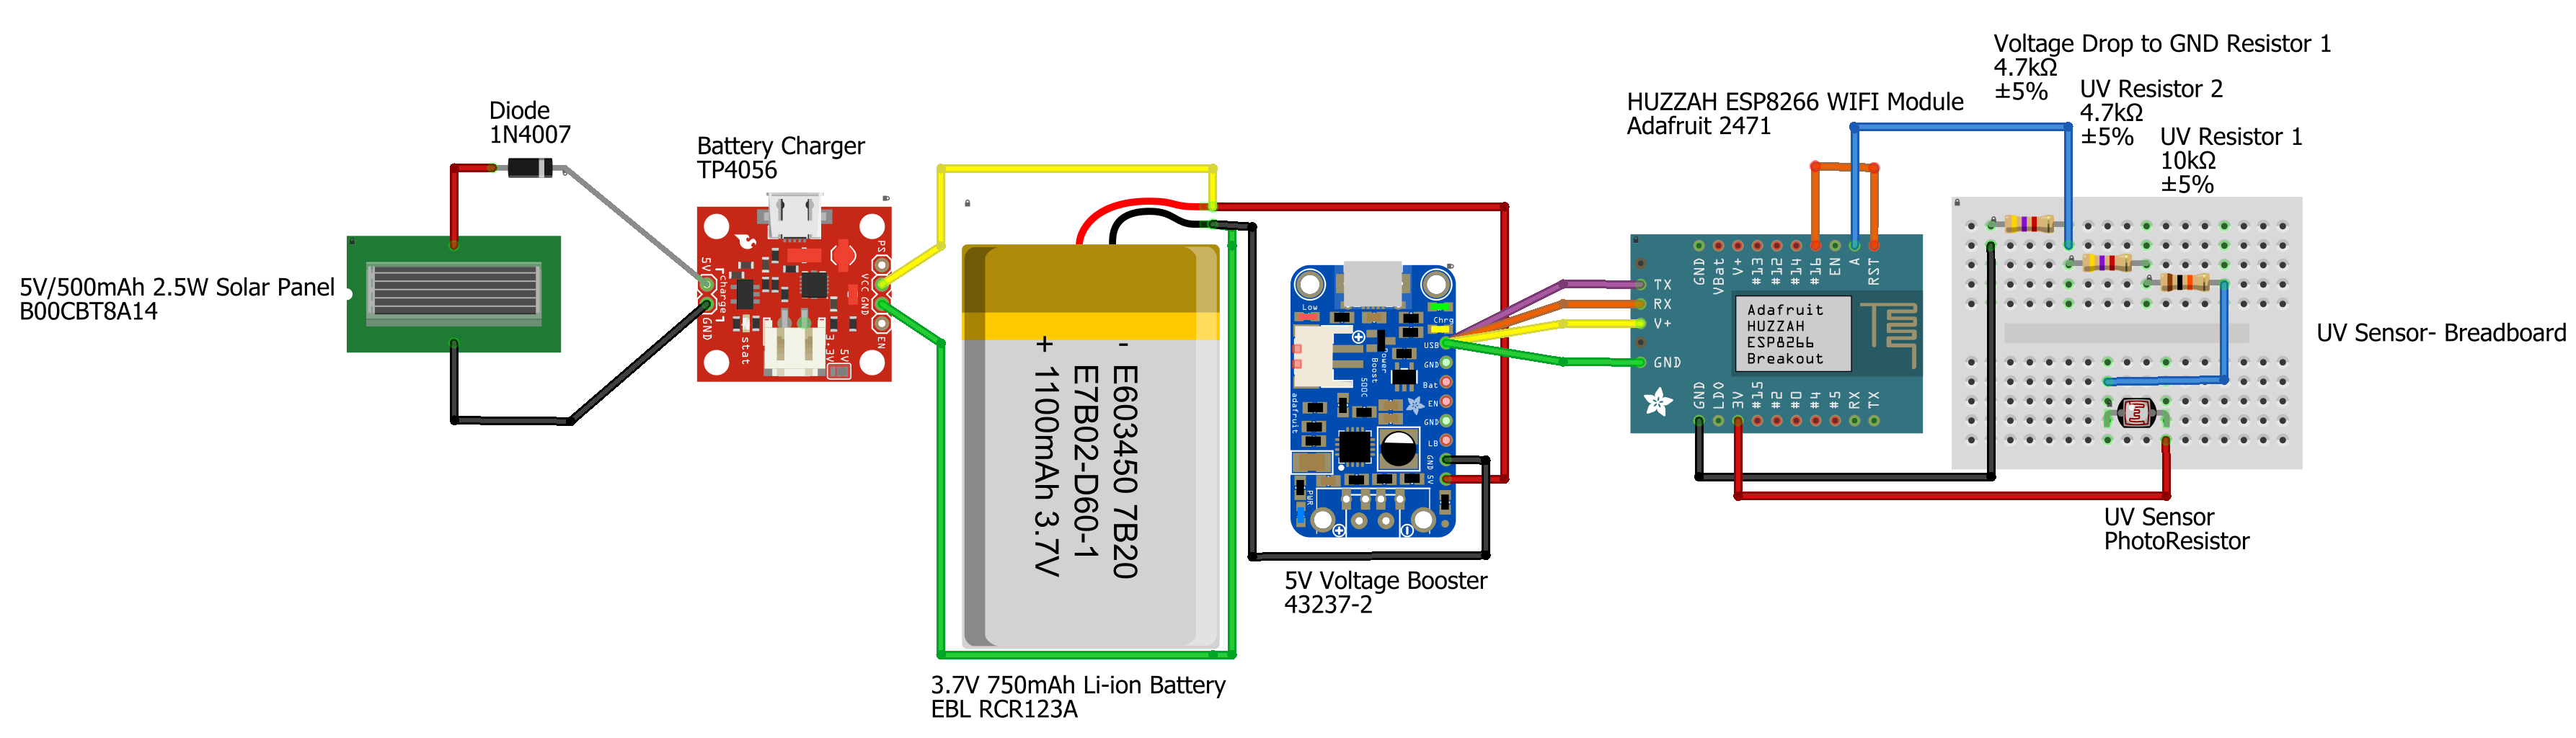 Voltage Drop to GND Resistor 1
4.7kΩ
±5%
UV Resistor 2
4.7kΩ
±5%
UV Resistor 1
10kΩ
±5%
HUZZAH ESP8266 WIFI Module
Adafruit 2471
Diode
1N4007
Battery Charger
TP4056
5V/500mAh 2.5W Solar Panel
B00CBT8A14
5V
GND
charge
stat
VCC
GND
EN
3.3V
5V
- E603450 7B20
E7B02-D60-1
+ 1100mAh 3.7V
3.7V 750mAh Li-ion Battery
EBL RCR123A
Low
Chrg
USB
GND
Bat
EN
GND
LB
GND
5V
Power
Boost
500C
adafruit
PWR
5V Voltage Booster
43237-2
GND
VBat
V+
#13
#12
#14
#16
EN
A
RST
TX
RX
V+
GND
Adafruit
HUZZAH
ESP8266
Breakout
GND
LDO
3V
#15
#2
#0
#4
#5
RX
TX
UV Sensor- Breadboard
UV Sensor
PhotoResistor